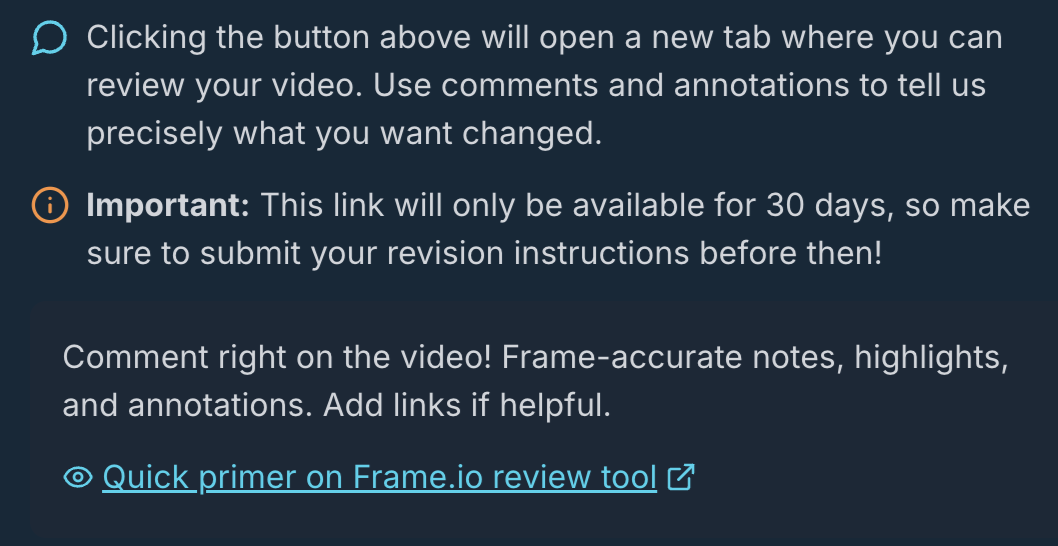 Clicking the button above will open a new tab where you can
review your video. Use comments and annotations to tell us
precisely what you want changed.
Important: This link will only be available for 30 days, so make
sure to submit your revision instructions before then!
Comment right on the video! Frame-accurate notes, highlights,
and annotations. Add links if helpful.
Quick primer on Frame.io review tool